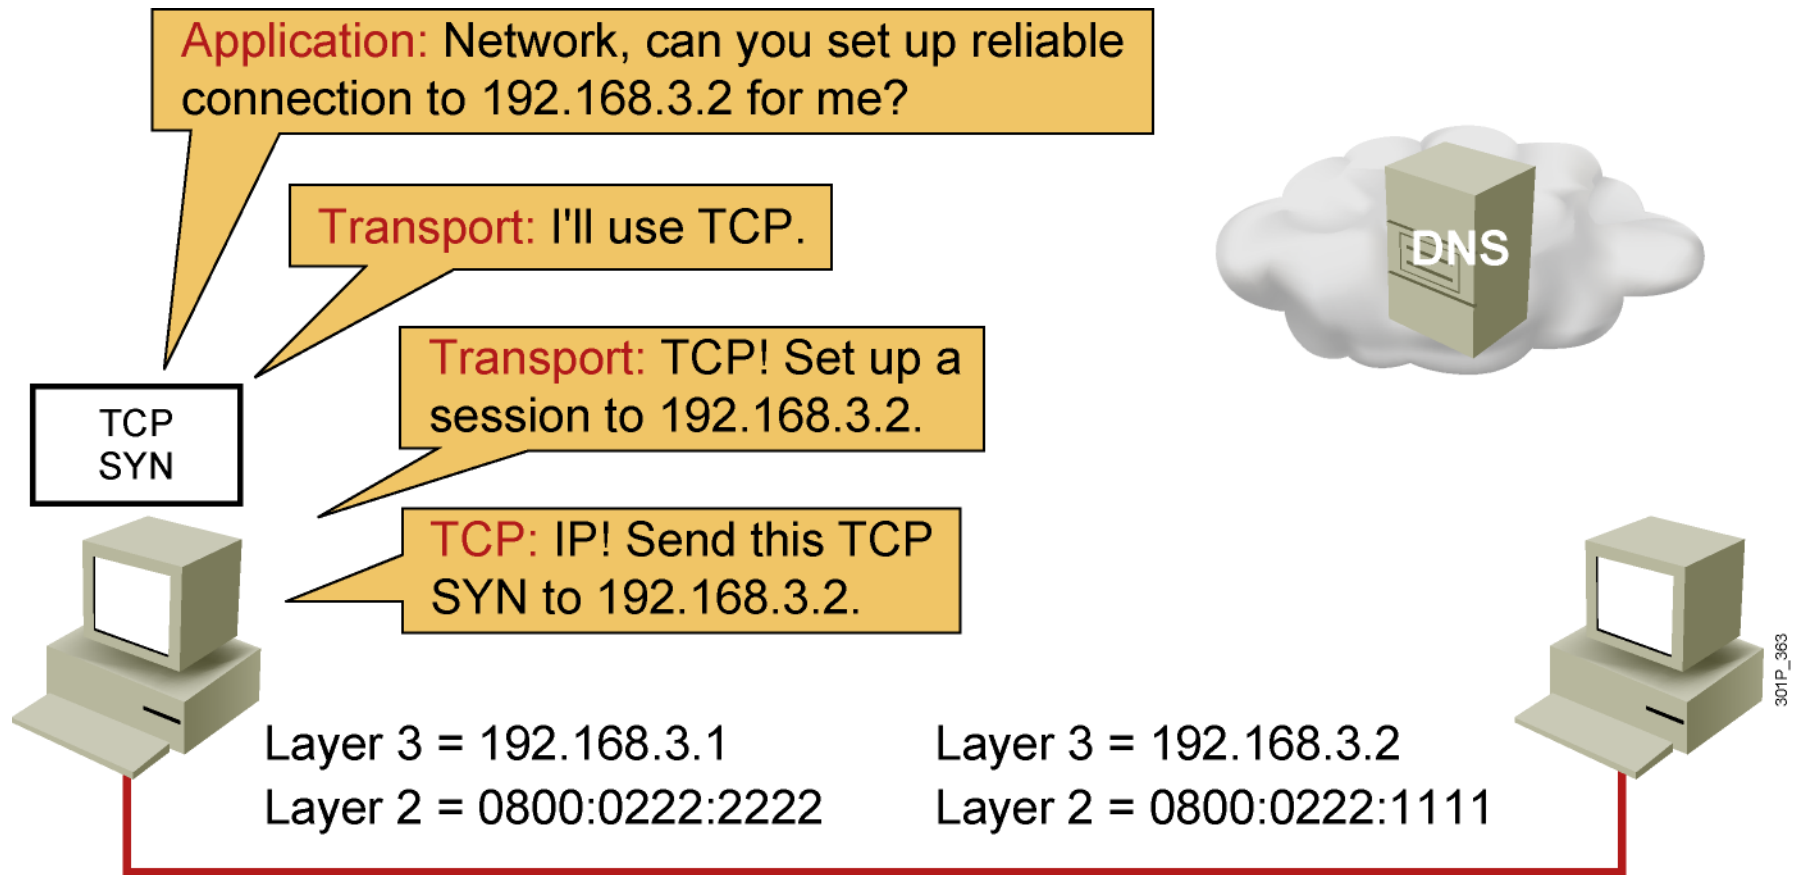 Application: Network, can you set up reliable
connection to 192.168.3.2 for me?
Transport: I'll use TCP.
DNS
Transport: TCP! Set up a
session to 192.168.3.2.
TCP
SYN
TCP: IP! Send this TCP
SYN to 192.168.3.2.
301P_363
Layer 3 = 192.168.3.1
Layer 2 = 0800:0222:2222
Layer 3 = 192.168.3.2
Layer 2 = 0800:0222:1111